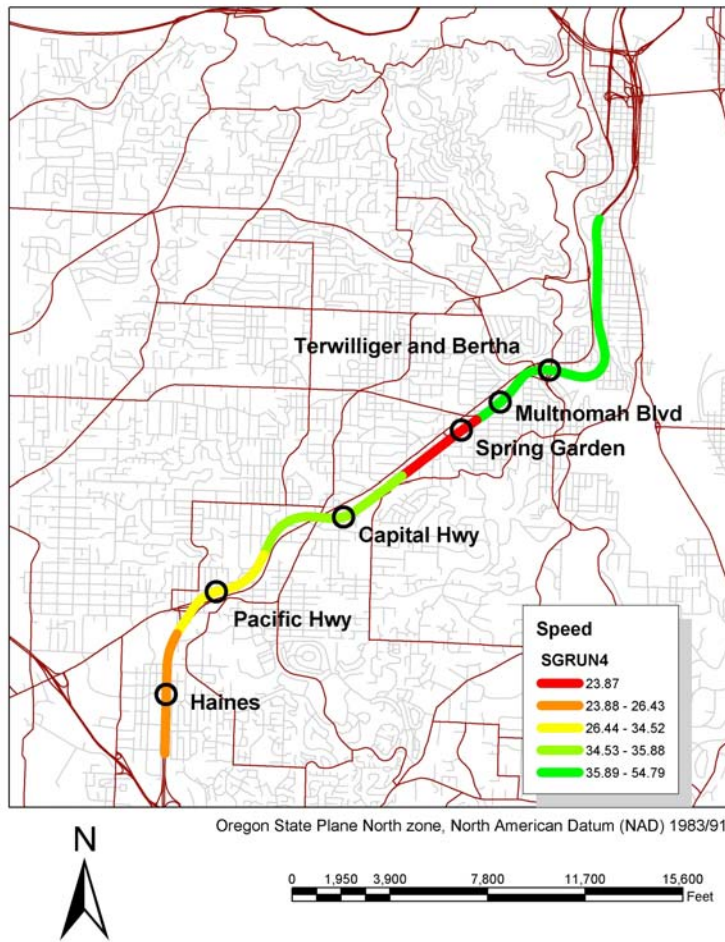 Terwilliger and Bertha
Multnomah Blvd
Spring Garden
Capital Hwy
Pacific Hwy
Haines
Speed
SGRUN4
23.87
23.88 - 26.43
26.44 - 34.52
34.53 - 35.88
35.89 - 54.79
Oregon State Plane North zone, North American Datum (NAD) 1983/91
N
0 1,950 3,900 7,800 11,700 15,600
Feet